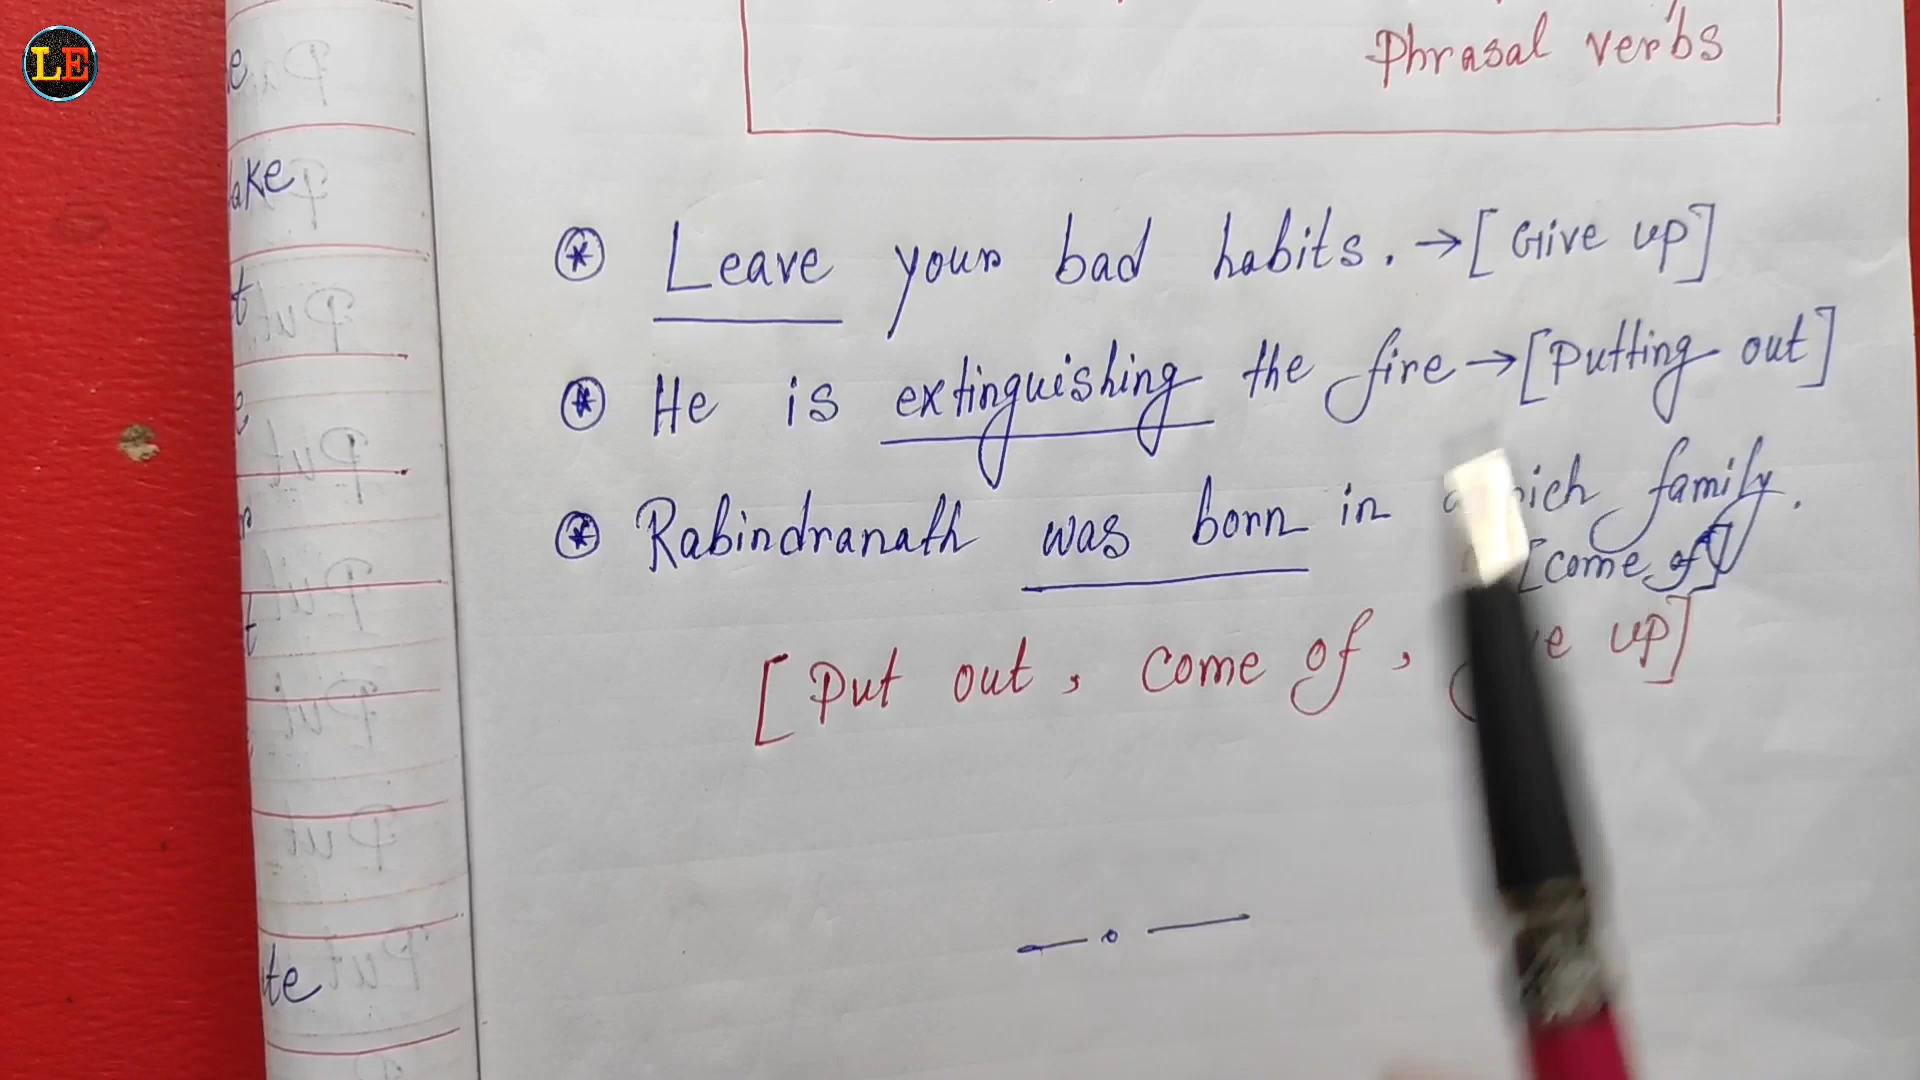 LE
Phrasal verbs
Leave your bad habits. → [Give up]
He is extinguishing the fire → [Putting out]
Rabindranath was born in family.
[come of]
[Put out, come of, up]